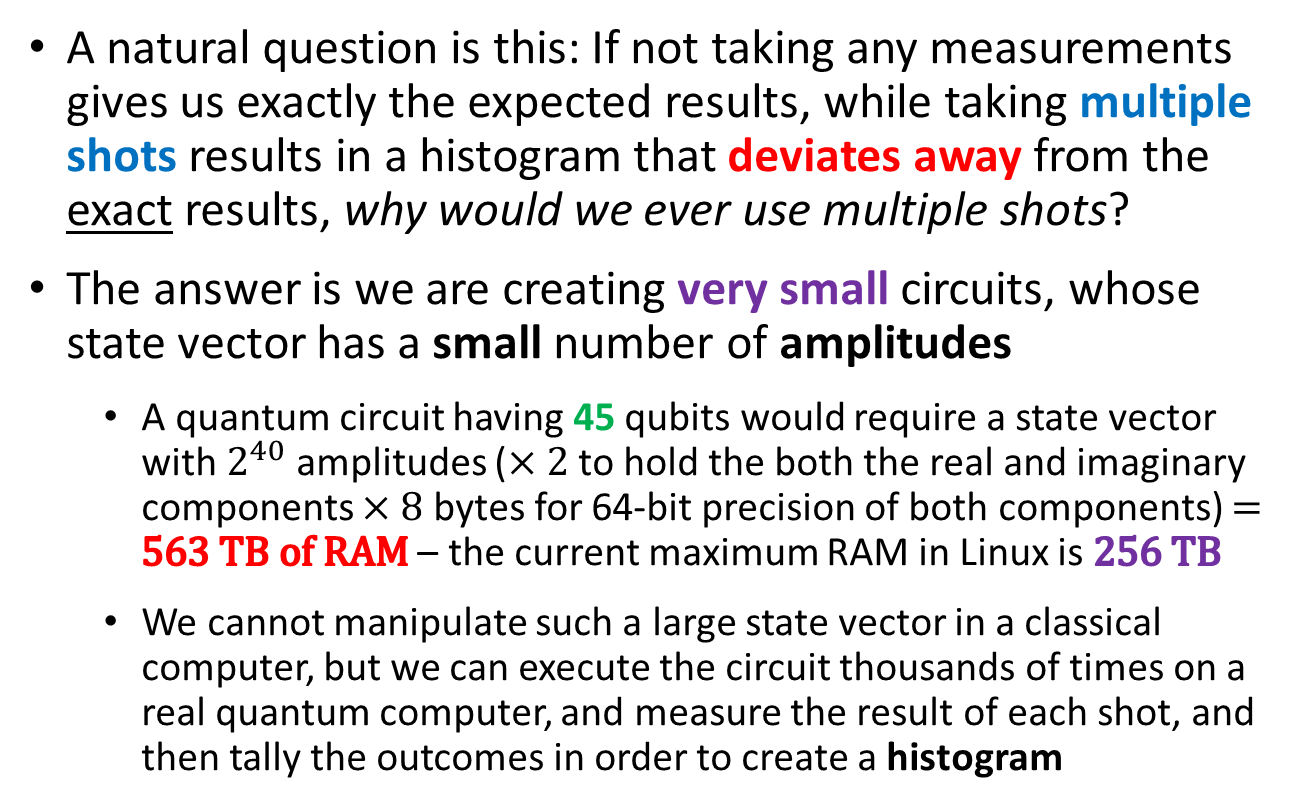 • A natural question is this: If not taking any measurements
gives us exactly the expected results, while taking multiple
shots results in a histogram that deviates away from the
exact results, why would we ever use multiple shots?
• The answer is we are creating very small circuits, whose
state vector has a small number of amplitudes
• A quantum circuit having 45 qubits would require a state vector
with 2⁴⁰ amplitudes (× 2 to hold the both the real and imaginary
components × 8 bytes for 64-bit precision of both components) =
563 TB of RAM – the current maximum RAM in Linux is 256 TB
• We cannot manipulate such a large state vector in a classical
computer, but we can execute the circuit thousands of times on a
real quantum computer, and measure the result of each shot, and
then tally the outcomes in order to create a histogram